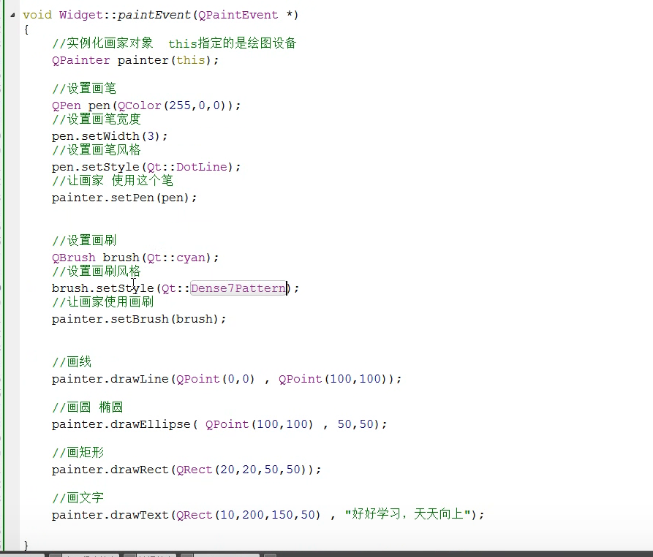 void Widget::paintEvent(QPaintEvent *)
{
//实例化画家对象 this指定的是绘图设备
QPainter painter(this);
//设置画笔
QPen pen(QColor(255,0,0));
//设置画笔宽度
pen.setWidth(3);
//设置画笔风格
pen.setStyle(Qt::DotLine);
//让画家 使用这个笔
painter.setPen(pen);
//设置画刷
QBrush brush(Qt::cyan);
//设置画刷风格
brush.setStyle(Qt::Dense7Pattern);
//让画家使用画刷
painter.setBrush(brush);
//画线
painter.drawLine(QPoint(0,0) , QPoint(100,100));
//画圆 椭圆
painter.drawEllipse( QPoint(100,100) , 50,50);
//画矩形
painter.drawRect(QRect(20,20,50,50));
//画文字
painter.drawText(QRect(10,200,150,50) , "好好学习，天天向上");
}